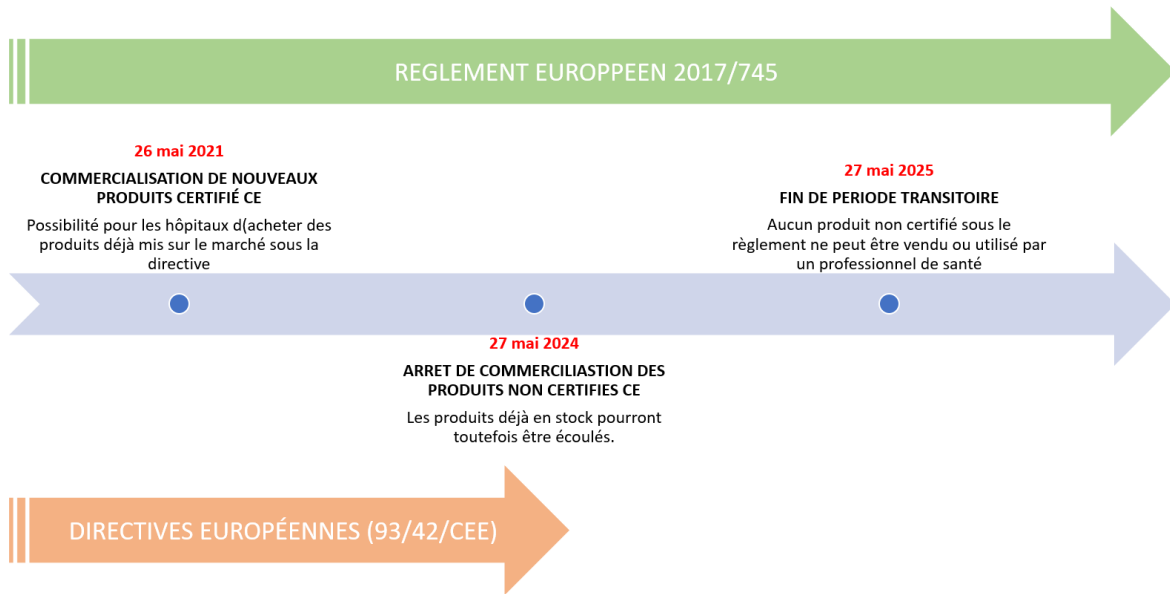 REGLEMENT EUROPPEEN 2017/745
26 mai 2021
COMMERCIALISATION DE NOUVEAUX
PRODUITS CERTIFIÉ CE
Possibilité pour les hôpitaux d(acheter des
produits déjà mis sur le marché sous la
directive
27 mai 2025
FIN DE PERIODE TRANSITOIRE
Aucun produit non certifié sous le
règlement ne peut être vendu ou utilisé par
un professionnel de santé
27 mai 2024
ARRET DE COMMERCILIASTION DES
PRODUITS NON CERTIFIES CE
Les produits déjà en stock pourront
toutefois être écoulés.
DIRECTIVES EUROPÉENNES (93/42/CEE)